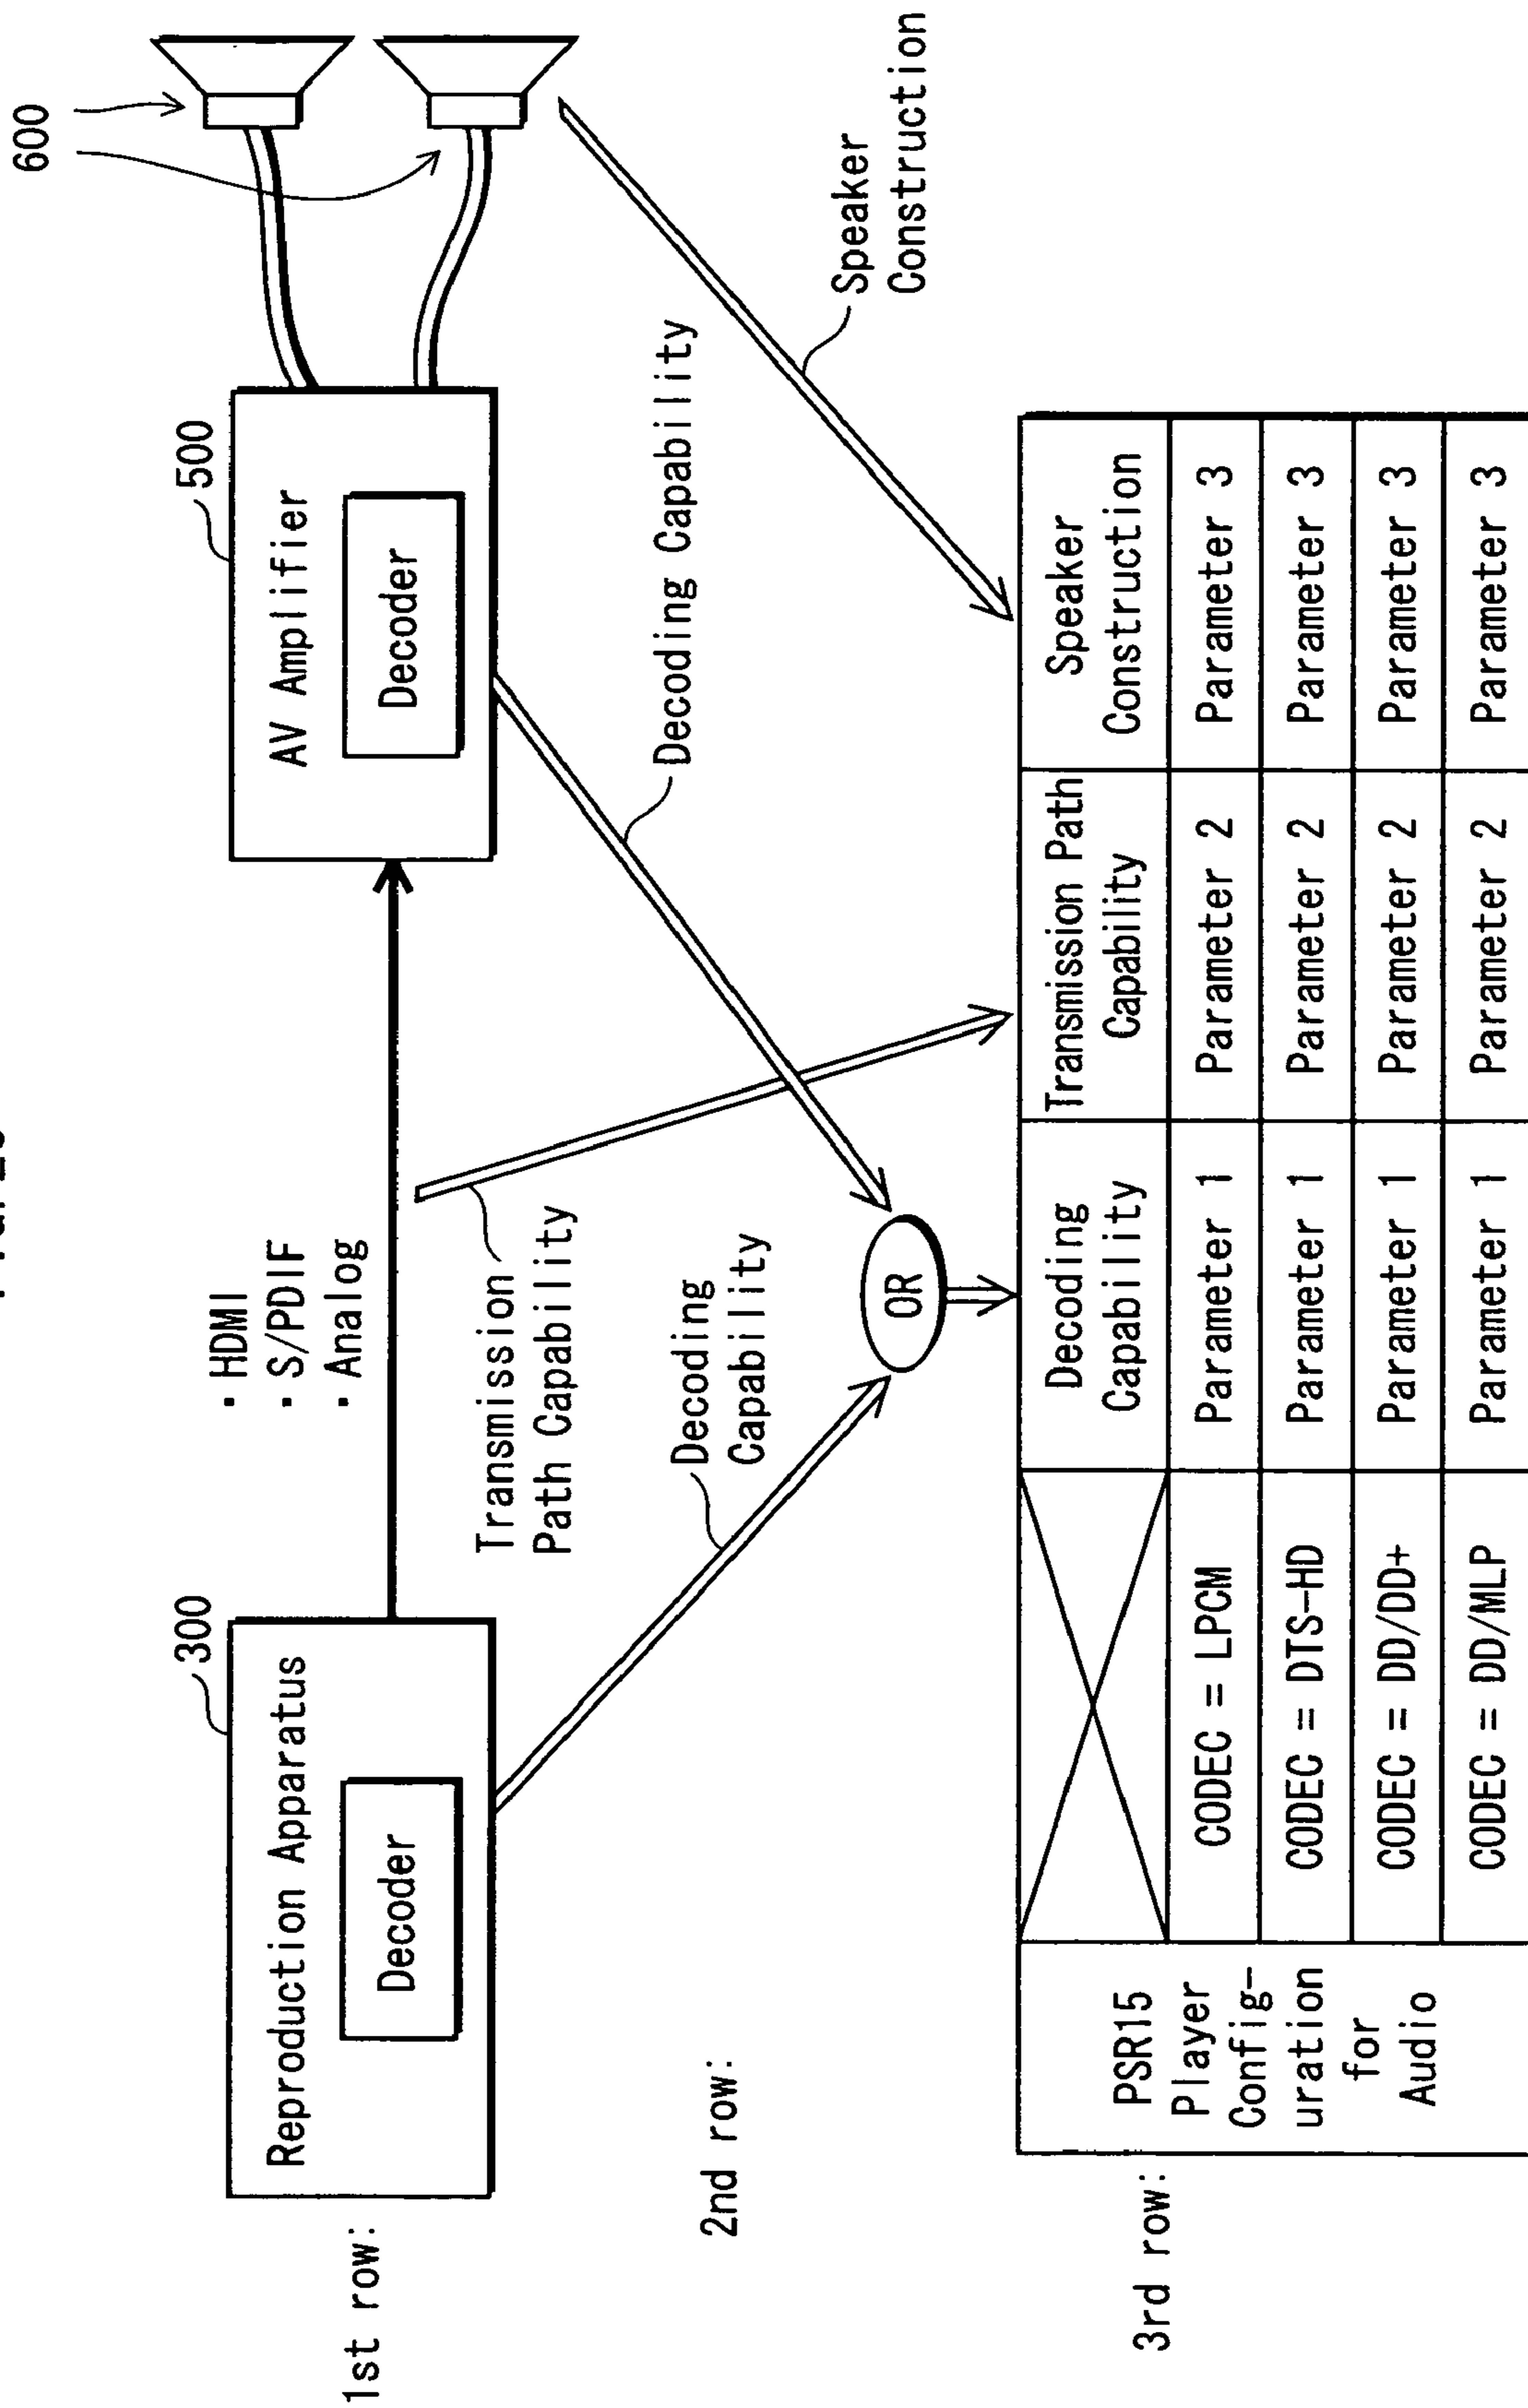 1st row:
300
Reproduction Apparatus
Decoder
· HDMI
· S/PDIF
· Analog
500
AV Amplifier
Decoder
600
2nd row:
Decoding
Capability
Transmission
Path Capability
OR
Decoding Capability
Speaker
Construction
3rd row:
PSR15
Player
Config-
uration
for
Audio
Decoding
Capability
Transmission Path
Capability
Speaker
Construction
CODEC = LPCM
Parameter 1
Parameter 2
Parameter 3
CODEC = DTS-HD
Parameter 1
Parameter 2
Parameter 3
CODEC = DD/DD+
Parameter 1
Parameter 2
Parameter 3
CODEC = DD/MLP
Parameter 1
Parameter 2
Parameter 3